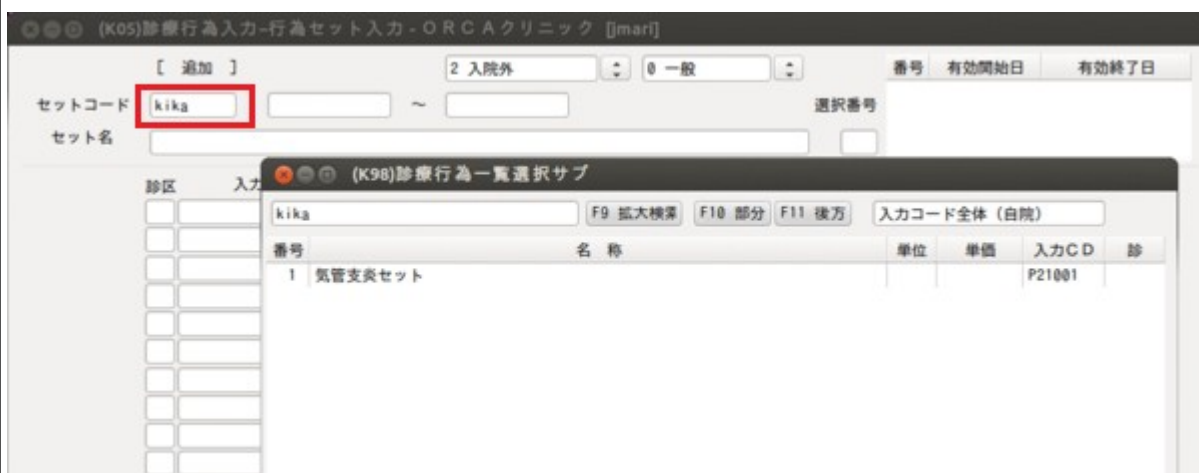 (K05)診療行為入力–行為セット入力 - ＯＲＣＡクリニック [jmari]
[ 追加 ] 2 入院外 0 一般 番号 有効開始日 有効終了日
セットコード kika ～ 選択番号
セット名
(K98)診療行為一覧選択サブ
診区 入力
kika F9 拡大検索 F10 部分 F11 後方 入力コード全体（自院）
番号 名 称 単位 単価 入力ＣＤ 診
1 気管支炎セット P21001